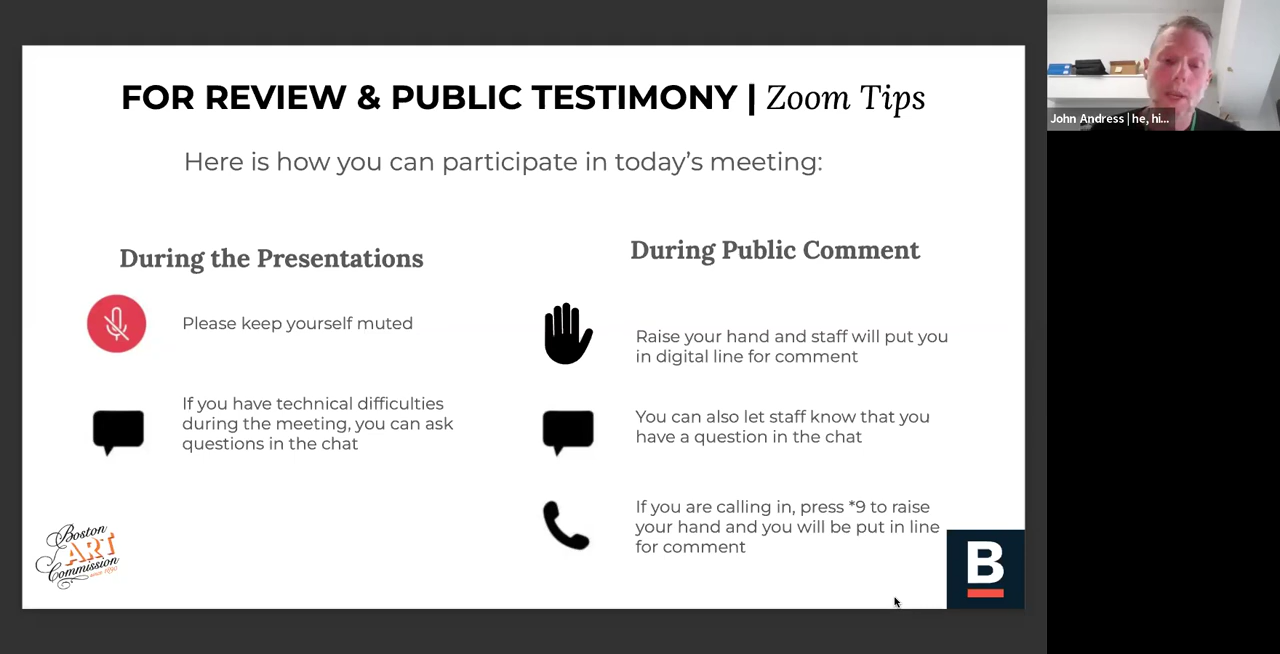 FOR REVIEW & PUBLIC TESTIMONY | Zoom Tips
Here is how you can participate in today’s meeting:
During the Presentations
Please keep yourself muted
If you have technical difficulties
during the meeting, you can ask
questions in the chat
During Public Comment
Raise your hand and staff will put you
in digital line for comment
You can also let staff know that you
have a question in the chat
If you are calling in, press *9 to raise
your hand and you will be put in line
for comment
Boston
ART
Commission
since 1890
B
John Andress | he, hi...